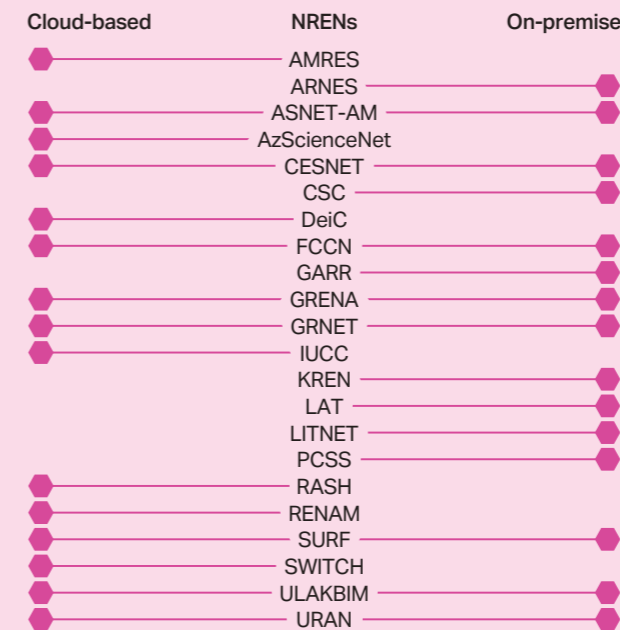 Cloud-based NRENs On-premise
AMRES
ARNES
ASNET-AM
AzScienceNet
CESNET
CSC
DeiC
FCCN
GARR
GRENA
GRNET
IUCC
KREN
LAT
LITNET
PCSS
RASH
RENAM
SURF
SWITCH
ULAKBIM
URAN